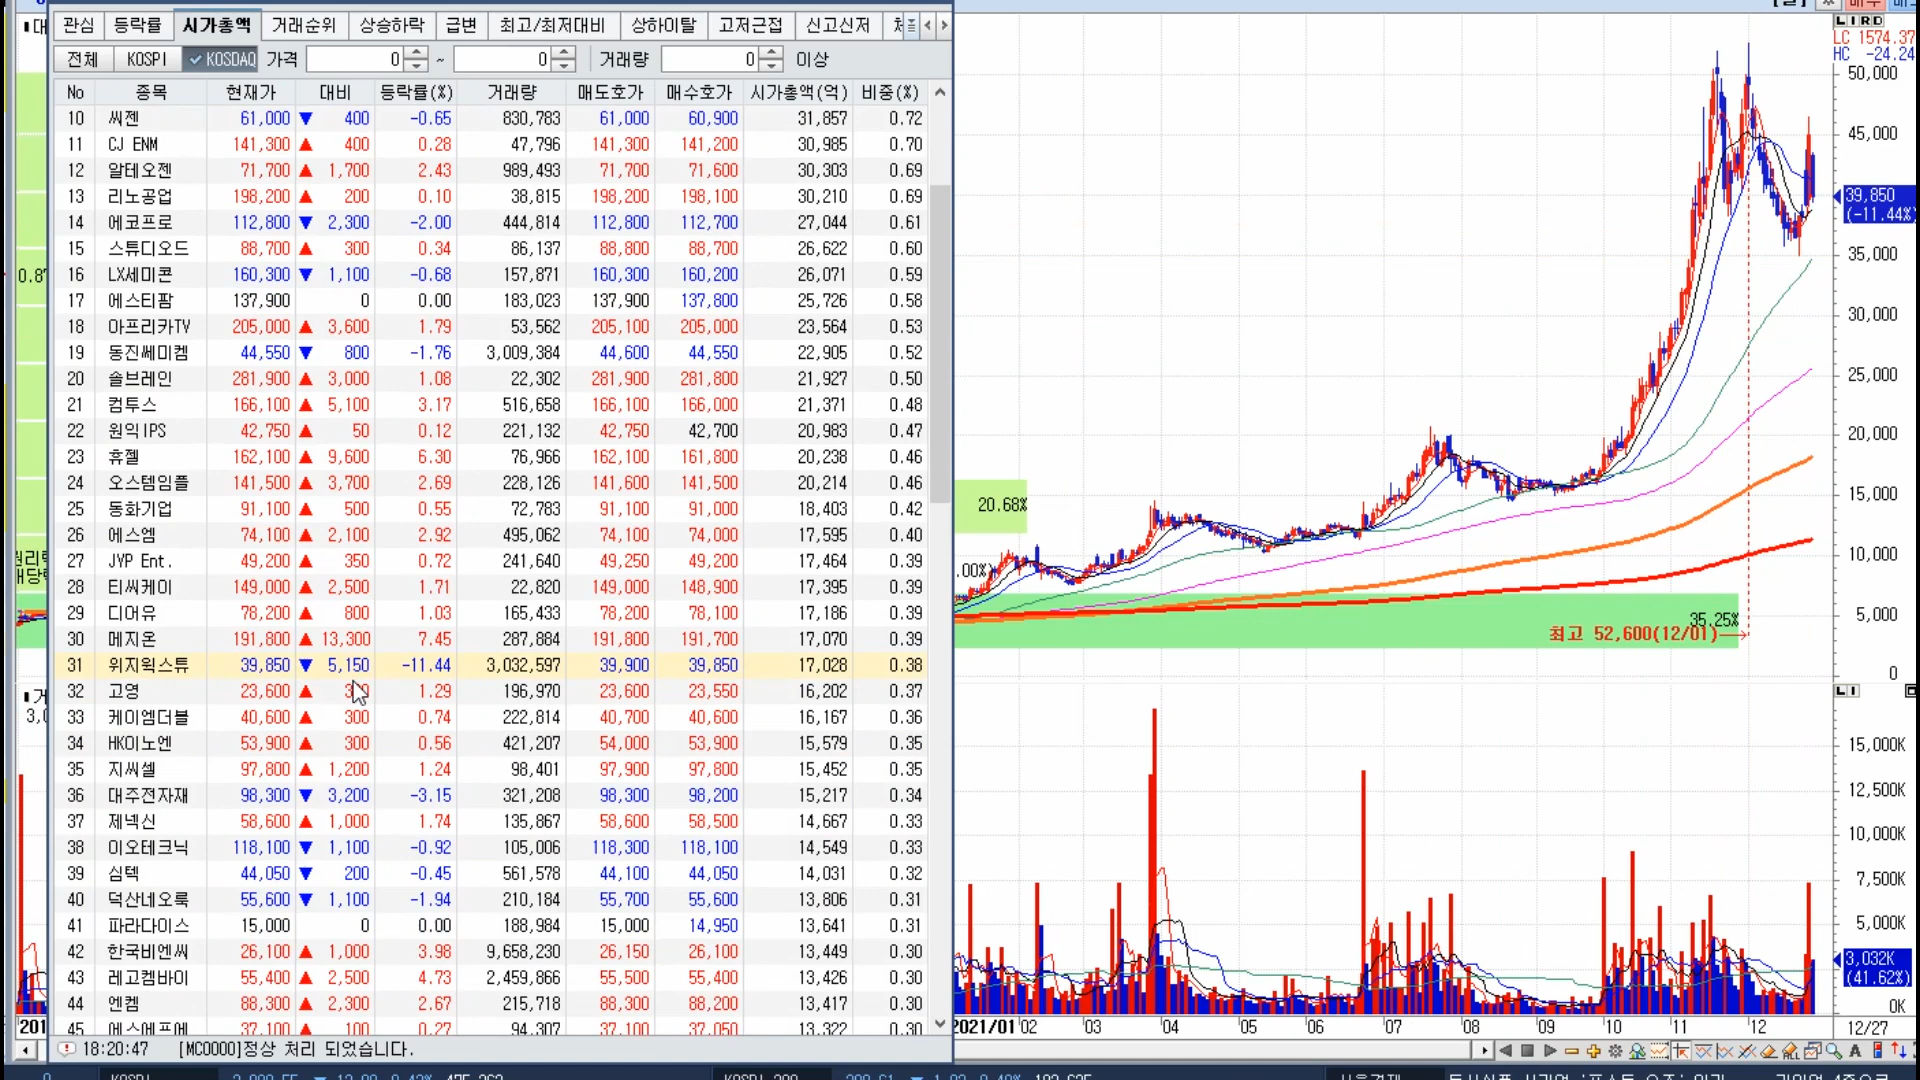 관심 등락률 시가총액 거래순위 상승하락 급변 최고/최저대비 상하이탈 고저근접 신고신저
전체 KOSPI KOSDAQ 가격 0 ~ 0 거래량 0 이상
No 종목 현재가 대비 등락률(%) 거래량 매도호가 매수호가 시가총액(억) 비중(%)
10 씨젠 61,000 ▼ 400 -0.65 830,783 61,000 60,900 31,857 0.72
11 CJ ENM 141,300 ▲ 400 0.28 47,796 141,300 141,200 30,985 0.70
12 알테오젠 71,700 ▲ 1,700 2.43 989,493 71,700 71,600 30,303 0.69
13 리노공업 198,200 ▲ 200 0.10 38,815 198,200 198,100 30,210 0.69
14 에코프로 112,800 ▼ 2,300 -2.00 444,814 112,800 112,700 27,044 0.61
15 스튜디오드 88,700 ▲ 300 0.34 86,137 88,800 88,700 26,622 0.60
16 LX세미콘 160,300 ▼ 1,100 -0.68 157,871 160,300 160,200 26,071 0.59
17 에스티팜 137,900 0 0.00 183,023 137,900 137,800 25,726 0.58
18 아프리카TV 205,000 ▲ 3,600 1.79 53,562 205,100 205,000 23,564 0.53
19 동진쎄미켐 44,550 ▼ 800 -1.76 3,009,384 44,600 44,550 22,905 0.52
20 솔브레인 281,900 ▲ 3,000 1.08 22,302 281,900 281,800 21,927 0.50
21 컴투스 166,100 ▲ 5,100 3.17 516,658 166,100 166,000 21,371 0.48
22 원익IPS 42,750 ▲ 50 0.12 221,132 42,750 42,700 20,983 0.47
23 휴젤 162,100 ▲ 9,600 6.30 76,966 162,100 161,800 20,238 0.46
24 오스템임플 141,500 ▲ 3,700 2.69 228,126 141,600 141,500 20,214 0.46
25 동화기업 91,100 ▲ 500 0.55 72,783 91,100 91,000 18,403 0.42
26 에스엠 74,100 ▲ 2,100 2.92 495,062 74,100 74,000 17,595 0.40
27 JYP Ent. 49,200 ▲ 350 0.72 241,640 49,250 49,200 17,464 0.39
28 티씨케이 149,000 ▲ 2,500 1.71 22,820 149,000 148,900 17,395 0.39
29 디어유 78,200 ▲ 800 1.03 165,433 78,200 78,100 17,186 0.39
30 메지온 191,800 ▲ 13,300 7.45 287,884 191,800 191,700 17,070 0.39
31 위지윅스튜 39,850 ▼ 5,150 -11.44 3,032,597 39,900 39,850 17,028 0.38
32 고영 23,600 ▲ 1.29 196,970 23,600 23,550 16,202 0.37
33 케이엠더블 40,600 ▲ 300 0.74 222,814 40,700 40,600 16,167 0.36
34 HK이노엔 53,900 ▲ 300 0.56 421,207 54,000 53,900 15,579 0.35
35 지씨셀 97,800 ▲ 1,200 1.24 98,401 97,900 97,800 15,452 0.35
36 대주전자재 98,300 ▼ 3,200 -3.15 321,208 98,300 98,200 15,217 0.34
37 제넥신 58,600 ▲ 1,000 1.74 135,867 58,600 58,500 14,667 0.33
38 이오테크닉 118,100 ▼ 1,100 -0.92 105,006 118,300 118,100 14,549 0.33
39 심텍 44,050 ▼ 200 -0.45 561,578 44,100 44,050 14,031 0.32
40 덕산네오룩 55,600 ▼ 1,100 -1.94 210,184 55,700 55,600 13,806 0.31
41 파라다이스 15,000 0 0.00 188,984 15,000 14,950 13,641 0.31
42 한국비엔씨 26,100 ▲ 1,000 3.98 9,658,230 26,150 26,100 13,449 0.30
43 레고켐바이 55,400 ▲ 2,500 4.73 2,459,866 55,500 55,400 13,426 0.30
44 엔켐 88,300 ▲ 2,300 2.67 215,718 88,300 88,200 13,417 0.30
45 에스에프에 37,100 ▲ 100 0.27 94,307 37,100 37,050 13,322 0.30
18:20:47 [MC0000]정상 처리 되었습니다.
L I R D
LC 1574.37
HC -24.24
50,000
45,000
39,850
(-11.44%)
35,000
30,000
25,000
20,000
15,000
10,000
5,000
0
20.68%
.00%)
35.25%
최고 52,600(12/01)
L I
15,000K
12,500K
10,000K
7,500K
5,000K
3,032K
(41.62%)
0K
2021/01 02 03 04 05 06 07 08 09 10 11 12 12/27